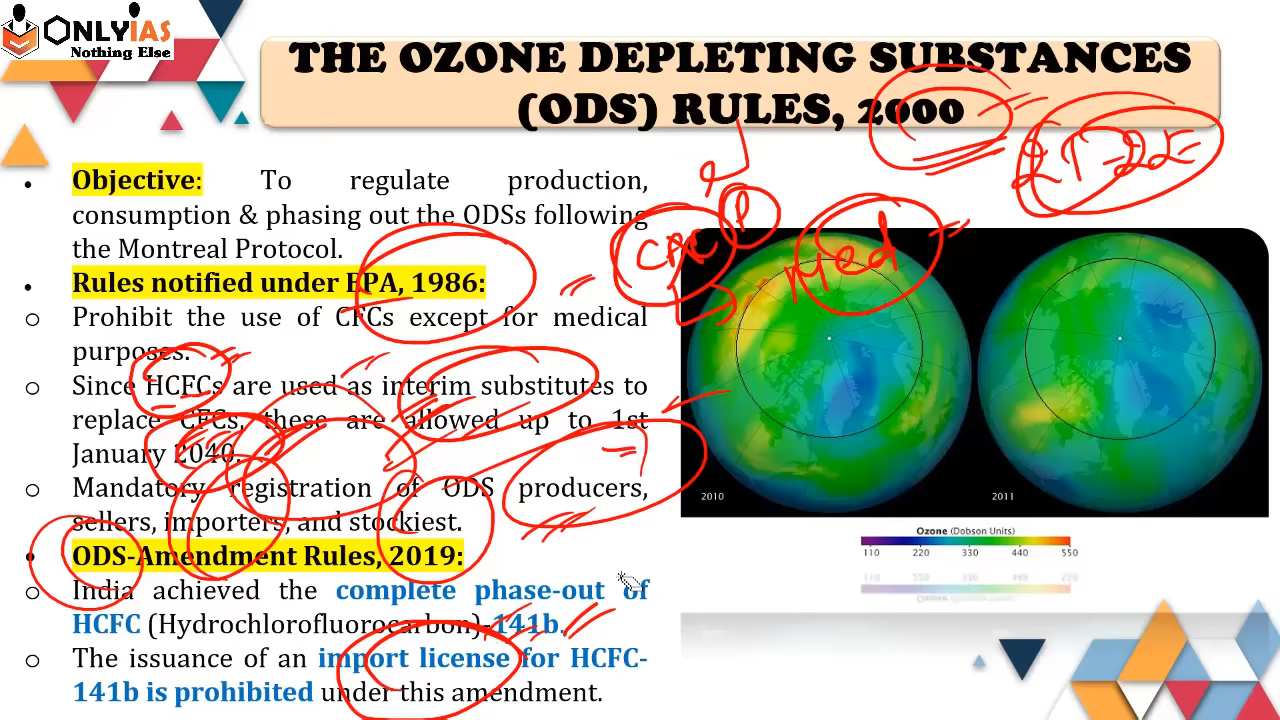 ONLYIAS
Nothing Else
THE OZONE DEPLETING SUBSTANCES
(ODS) RULES, 2000
• Objective: To regulate production,
consumption & phasing out the ODSs following
the Montreal Protocol.
• Rules notified under EPA, 1986:
o Prohibit the use of CFCs except for medical
purposes.
o Since HCFCs are used as interim substitutes to
replace CFCs, these are allowed up to 1st
January 2040.
o Mandatory registration of ODS producers,
sellers, importers, and stockiest.
• ODS-Amendment Rules, 2019:
o India achieved the complete phase-out of
HCFC (Hydrochlorofluorocarbon)-141b.
o The issuance of an import license for HCFC-
141b is prohibited under this amendment.
med
2010
2011
Ozone (Dobson Units)
110 220 330 440 550